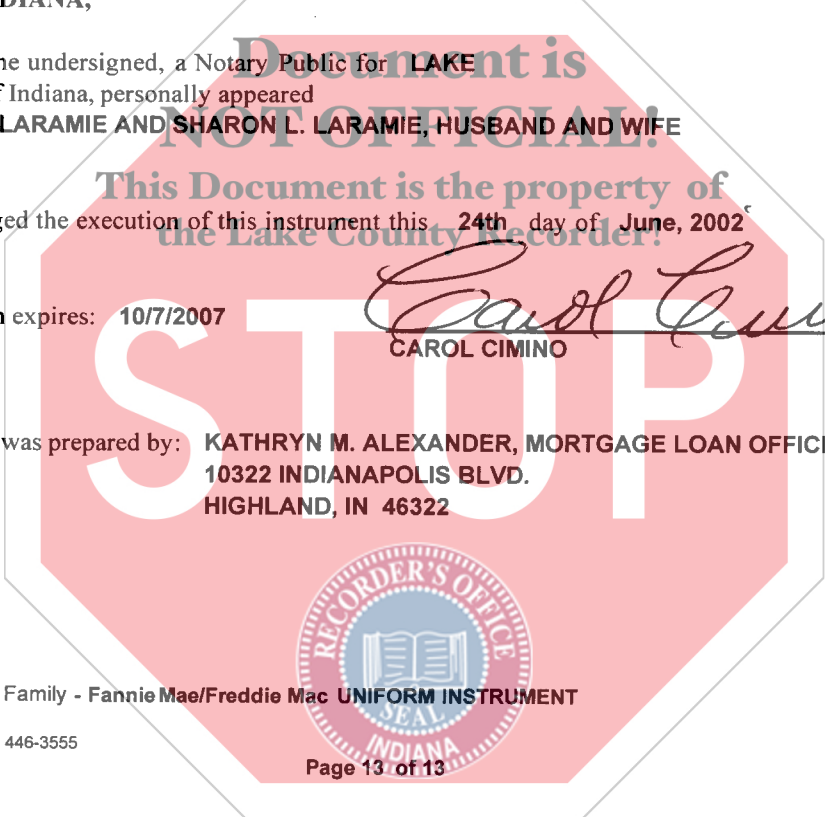 DIANA,
Document is
ne undersigned, a Notary Public for LAKE
f Indiana, personally appeared
NOT OFFICIAL!
LARAMIE AND SHARON L. LARAMIE, HUSBAND AND WIFE
This Document is the property of
ged the execution of this instrument this 24th day of June, 2002
the Lake County Recorder!
Carol
n expires: 10/7/2007
CAROL CIMINO
STOP
was prepared by: KATHRYN M. ALEXANDER, MORTGAGE LOAN OFFIC
10322 INDIANAPOLIS BLVD.
HIGHLAND, IN 46322
RECORDER'S OFFICE
SEAL
INDIANA
Family - Fannie Mae/Freddie Mac UNIFORM INSTRUMENT
446-3555
Page 13 of 13